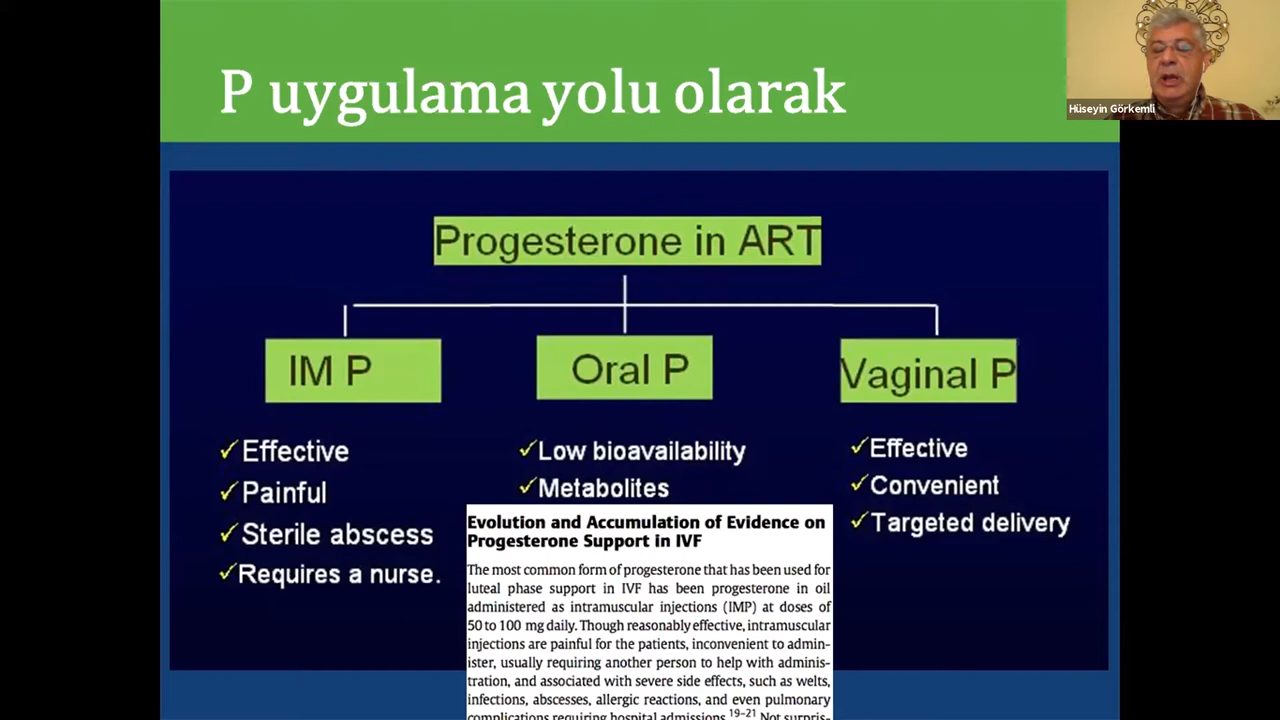 P uygulama yolu olarak
Hüseyin Görkemli
Progesterone in ART
IM P
Oral P
Vaginal P
✓Effective
✓Painful
✓Sterile abscess
✓Requires a nurse.
✓Low bioavailability
✓Metabolites
✓Effective
✓Convenient
✓Targeted delivery
Evolution and Accumulation of Evidence on
Progesterone Support in IVF
The most common form of progesterone that has been used for
luteal phase support in IVF has been progesterone in oil
administered as intramuscular injections (IMP) at doses of
50 to 100 mg daily. Though reasonably effective, intramuscular
injections are painful for the patients, inconvenient to admin-
ister, usually requiring another person to help with adminis-
tration, and associated with severe side effects, such as welts,
infections, abscesses, allergic reactions, and even pulmonary
complications requiring hospital admissions.19–21 Not surpris-